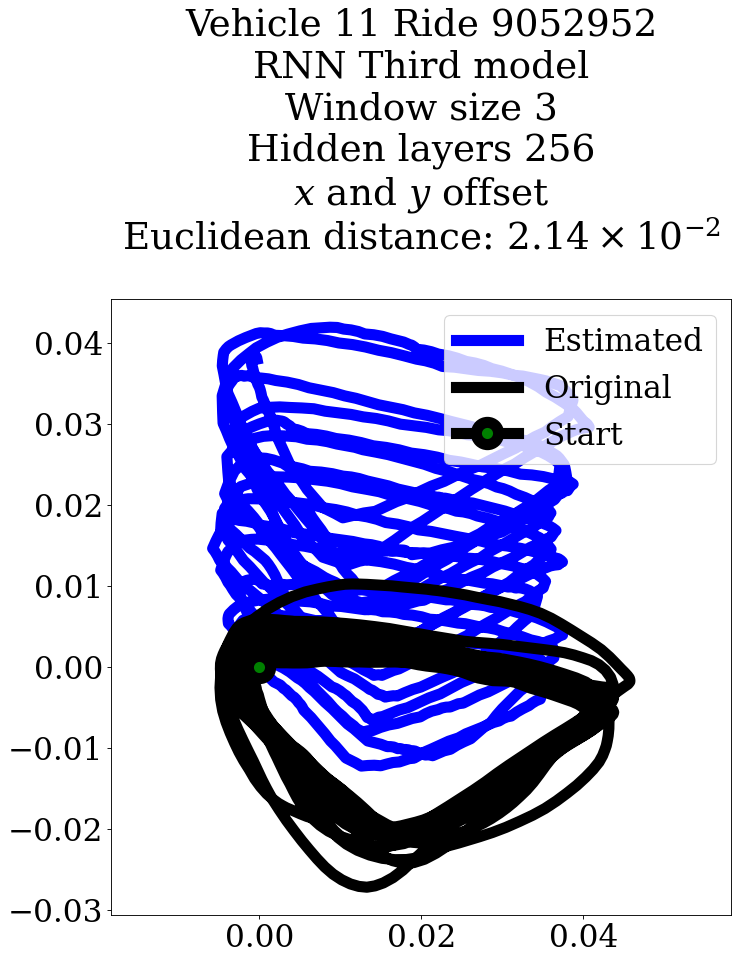 Vehicle 11 Ride 9052952
RNN Third model
Window size 3
Hidden layers 256
x and y offset
Euclidean distance: 2.14 × 10⁻²
Estimated
Original
Start
0.04
0.03
0.02
0.01
0.00
−0.01
−0.02
−0.03
0.00 0.02 0.04